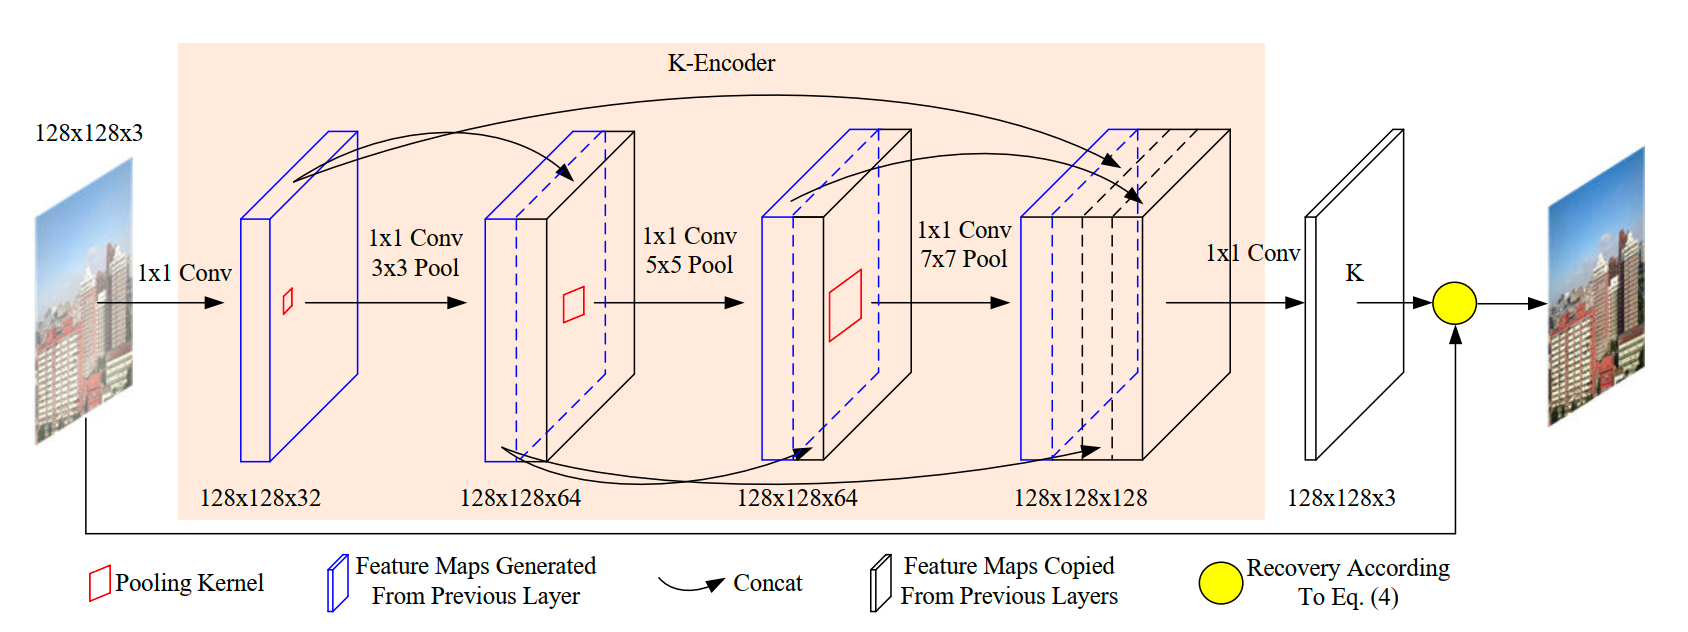 K-Encoder
128x128x3
1x1 Conv
1x1 Conv
3x3 Pool
1x1 Conv
5x5 Pool
1x1 Conv
7x7 Pool
1x1 Conv
K
128x128x32
128x128x64
128x128x64
128x128x128
128x128x3
Pooling Kernel
Feature Maps Generated
From Previous Layer
Concat
Feature Maps Copied
From Previous Layers
Recovery According
To Eq. (4)